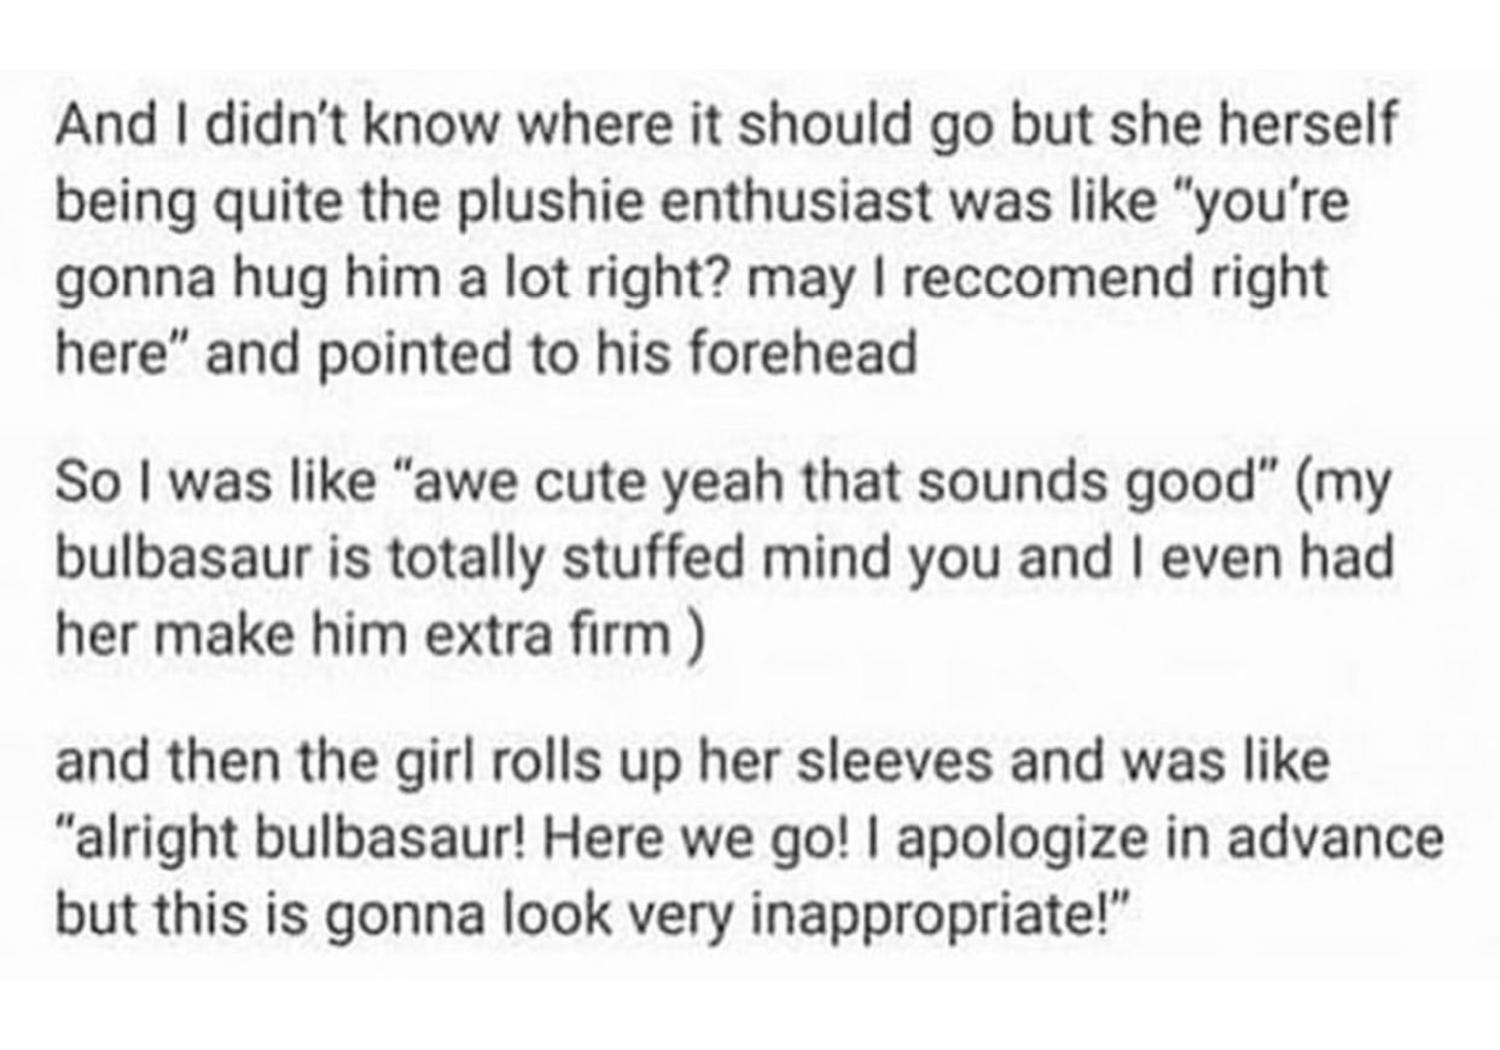 And I didn’t know where it should go but she herself
being quite the plushie enthusiast was like “you’re
gonna hug him a lot right? may I reccomend right
here” and pointed to his forehead
So I was like “awe cute yeah that sounds good” (my
bulbasaur is totally stuffed mind you and I even had
her make him extra firm )
and then the girl rolls up her sleeves and was like
“alright bulbasaur! Here we go! I apologize in advance
but this is gonna look very inappropriate!”